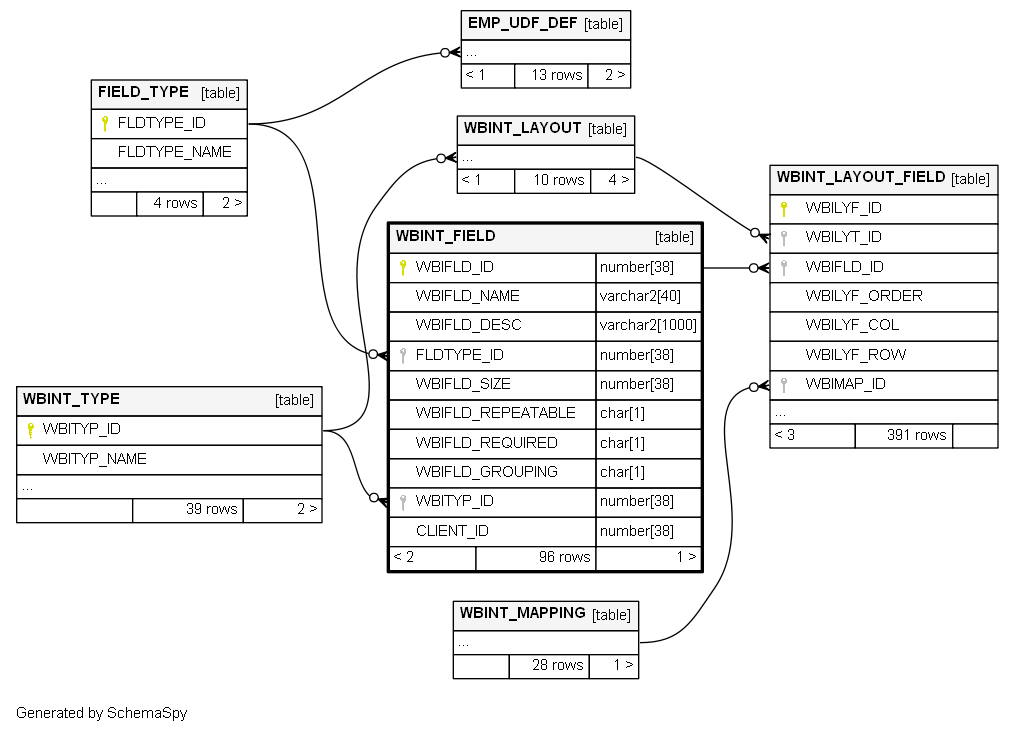 EMP_UDF_DEF [table]
...
< 1 13 rows 2 >
FIELD_TYPE [table]
FLDTYPE_ID
FLDTYPE_NAME
...
4 rows 2 >
WBINT_LAYOUT [table]
...
< 1 10 rows 4 >
WBINT_LAYOUT_FIELD [table]
WBILYF_ID
WBILYT_ID
WBIFLD_ID
WBILYF_ORDER
WBILYF_COL
WBILYF_ROW
WBIMAP_ID
...
< 3 391 rows
WBINT_FIELD [table]
WBIFLD_ID number[38]
WBIFLD_NAME varchar2[40]
WBIFLD_DESC varchar2[1000]
FLDTYPE_ID number[38]
WBIFLD_SIZE number[38]
WBIFLD_REPEATABLE char[1]
WBIFLD_REQUIRED char[1]
WBIFLD_GROUPING char[1]
WBITYP_ID number[38]
CLIENT_ID number[38]
< 2 96 rows 1 >
WBINT_TYPE [table]
WBITYP_ID
WBITYP_NAME
...
39 rows 2 >
WBINT_MAPPING [table]
...
28 rows 1 >
Generated by SchemaSpy